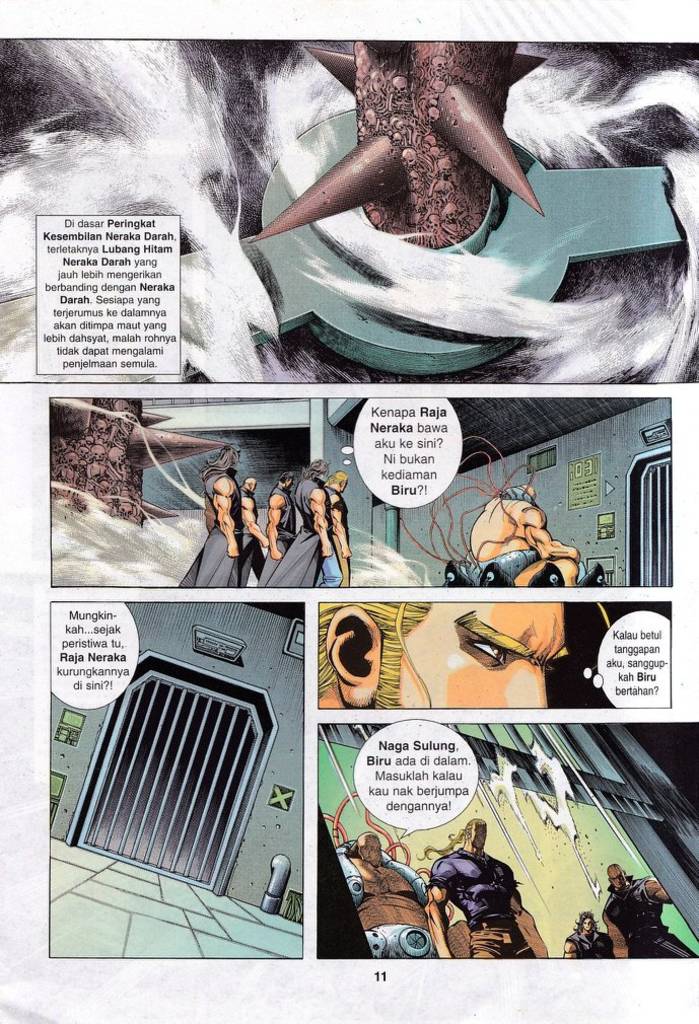 Di dasar Peringkat
Kesembilan Neraka Darah,
terletaknya Lubang Hitam
Neraka Darah yang
jauh lebih mengerikan
berbanding dengan Neraka
Darah. Sesiapa yang
terjerumus ke dalamnya
akan ditimpa maut yang
lebih dahsyat, malah rohnya
tidak dapat mengalami
penjelmaan semula.
Kenapa Raja
Neraka bawa
aku ke sini?
Ni bukan
kediaman
Biru?!
103
Mungkin-
kah...sejak
peristiwa tu,
Raja Neraka
kurungkannya
di sini?!
Kalau betul
tanggapan
aku, sanggup-
kah Biru
bertahan?
Naga Sulung,
Biru ada di dalam.
Masuklah kalau
kau nak berjumpa
dengannya!
11